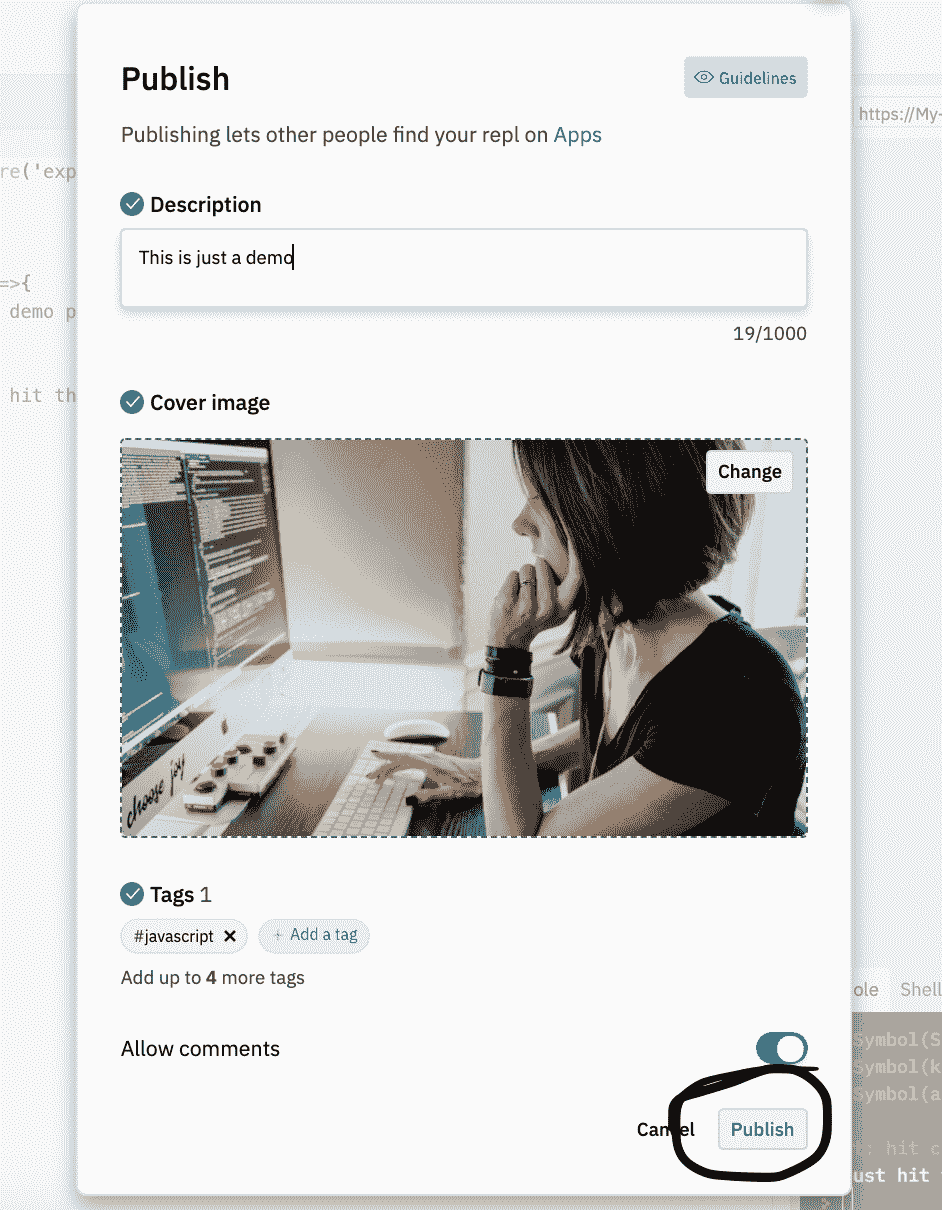 Publish
Guidelines
Publishing lets other people find your repl on Apps
https://My-
re('exp
Description
This is just a demo
=>{
demo p
19/1000
hit th
Cover image
Change
choose joy
Tags 1
#javascript ×
+ Add a tag
Add up to 4 more tags
ole Shell
Allow comments
Symbol(S
Symbol(k
Symbol(a
Cancel
Publish
: hit c
ust hit